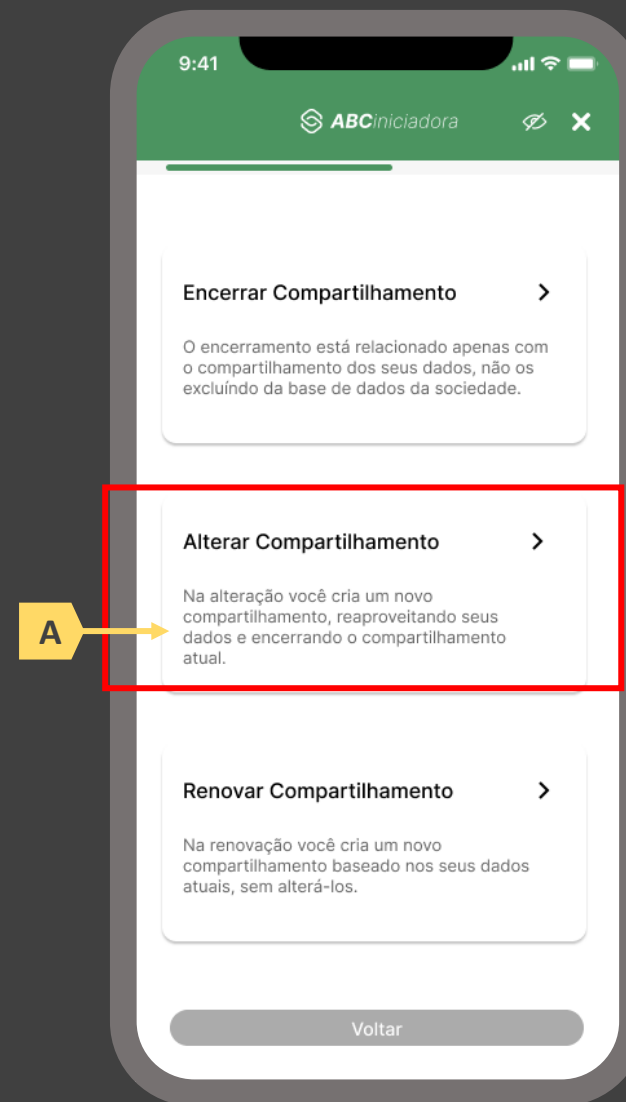 9:41
ABCiniciadora
Encerrar Compartilhamento
O encerramento está relacionado apenas com
o compartilhamento dos seus dados, não os
excluíndo da base de dados da sociedade.
Alterar Compartilhamento
Na alteração você cria um novo
compartilhamento, reaproveitando seus
dados e encerrando o compartilhamento
atual.
A
Renovar Compartilhamento
Na renovação você cria um novo
compartilhamento baseado nos seus dados
atuais, sem alterá-los.
Voltar